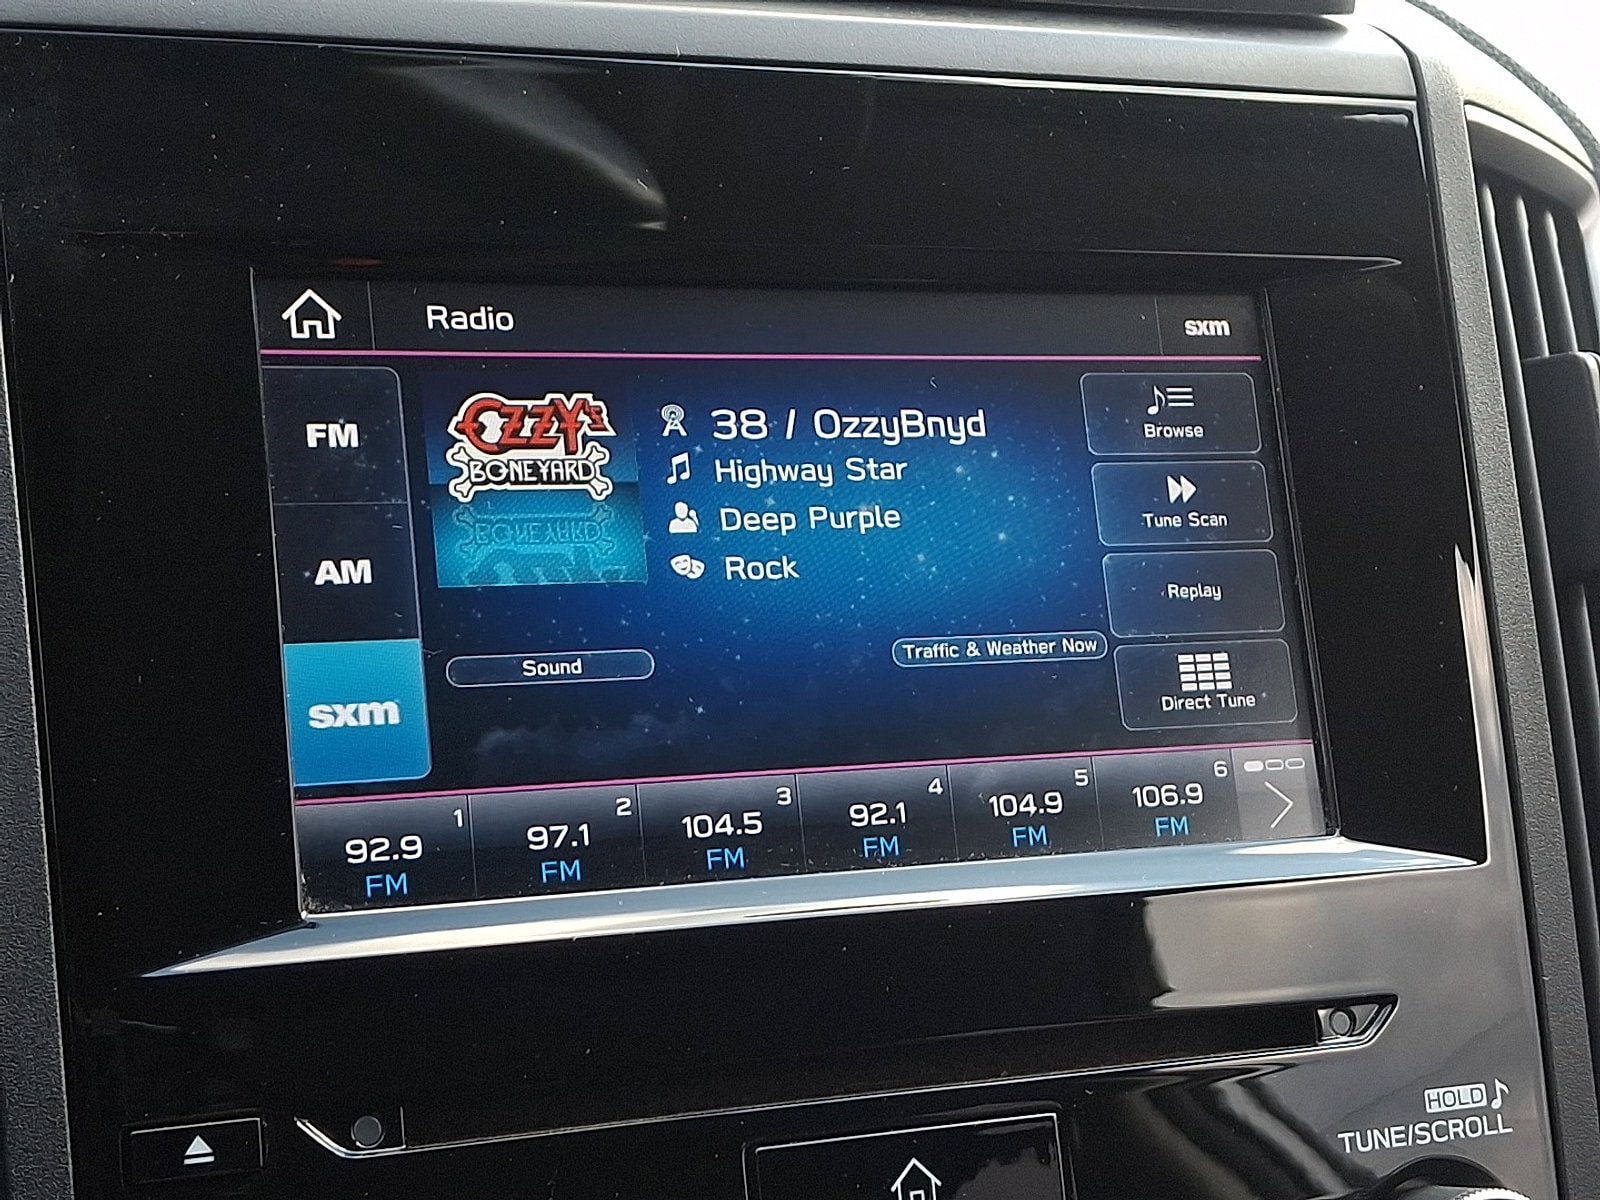 Radio
sxm
FM
AM
sxm
OZZY's
BONEYARD
38 / OzzyBnyd
Highway Star
Deep Purple
Rock
Sound
Traffic & Weather Now
Browse
Tune Scan
Replay
Direct Tune
1
92.9
FM
2
97.1
FM
3
104.5
FM
4
92.1
FM
5
104.9
FM
6
106.9
FM
HOLD
TUNE/SCROLL